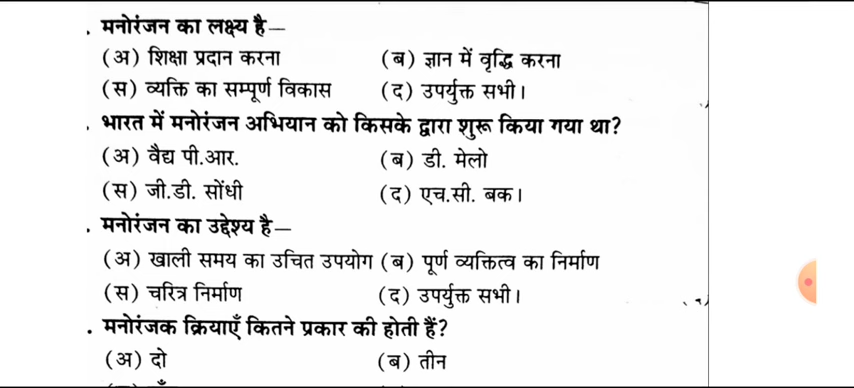 . मनोरंजन का लक्ष्य है—
(अ) शिक्षा प्रदान करना (ब) ज्ञान में वृद्धि करना
(स) व्यक्ति का सम्पूर्ण विकास (द) उपर्युक्त सभी।
. भारत में मनोरंजन अभियान को किसके द्वारा शुरू किया गया था?
(अ) वैद्य पी.आर. (ब) डी. मेलो
(स) जी.डी. सोंधी (द) एच.सी. बक।
. मनोरंजन का उद्देश्य है—
(अ) खाली समय का उचित उपयोग (ब) पूर्ण व्यक्तित्व का निर्माण
(स) चरित्र निर्माण (द) उपर्युक्त सभी।
. मनोरंजक क्रियाएँ कितने प्रकार की होती हैं?
(अ) दो (ब) तीन